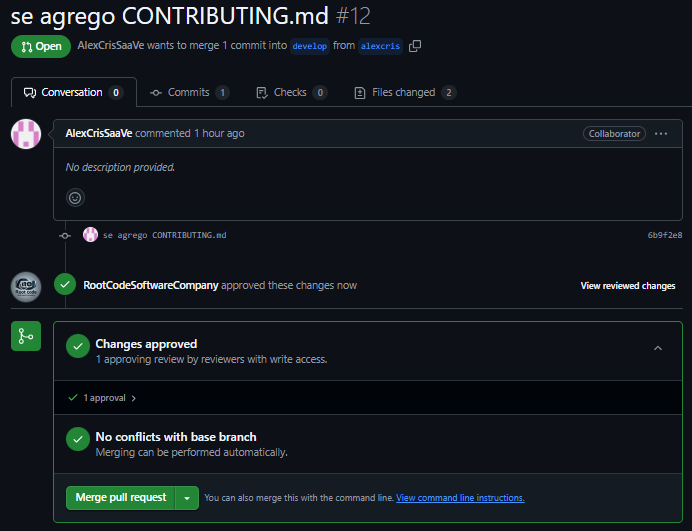 se agrego CONTRIBUTING.md #12
Open AlexCrisSaaVe wants to merge 1 commit into develop from alexcris
Conversation 0 Commits 1 Checks 0 Files changed 2
AlexCrisSaaVe commented 1 hour ago Collaborator ...
No description provided.
se agrego CONTRIBUTING.md 6b9f2e8
RootCodeSoftwareCompany approved these changes now View reviewed changes
Changes approved
1 approving review by reviewers with write access.
1 approval
No conflicts with base branch
Merging can be performed automatically.
Merge pull request You can also merge this with the command line. View command line instructions.